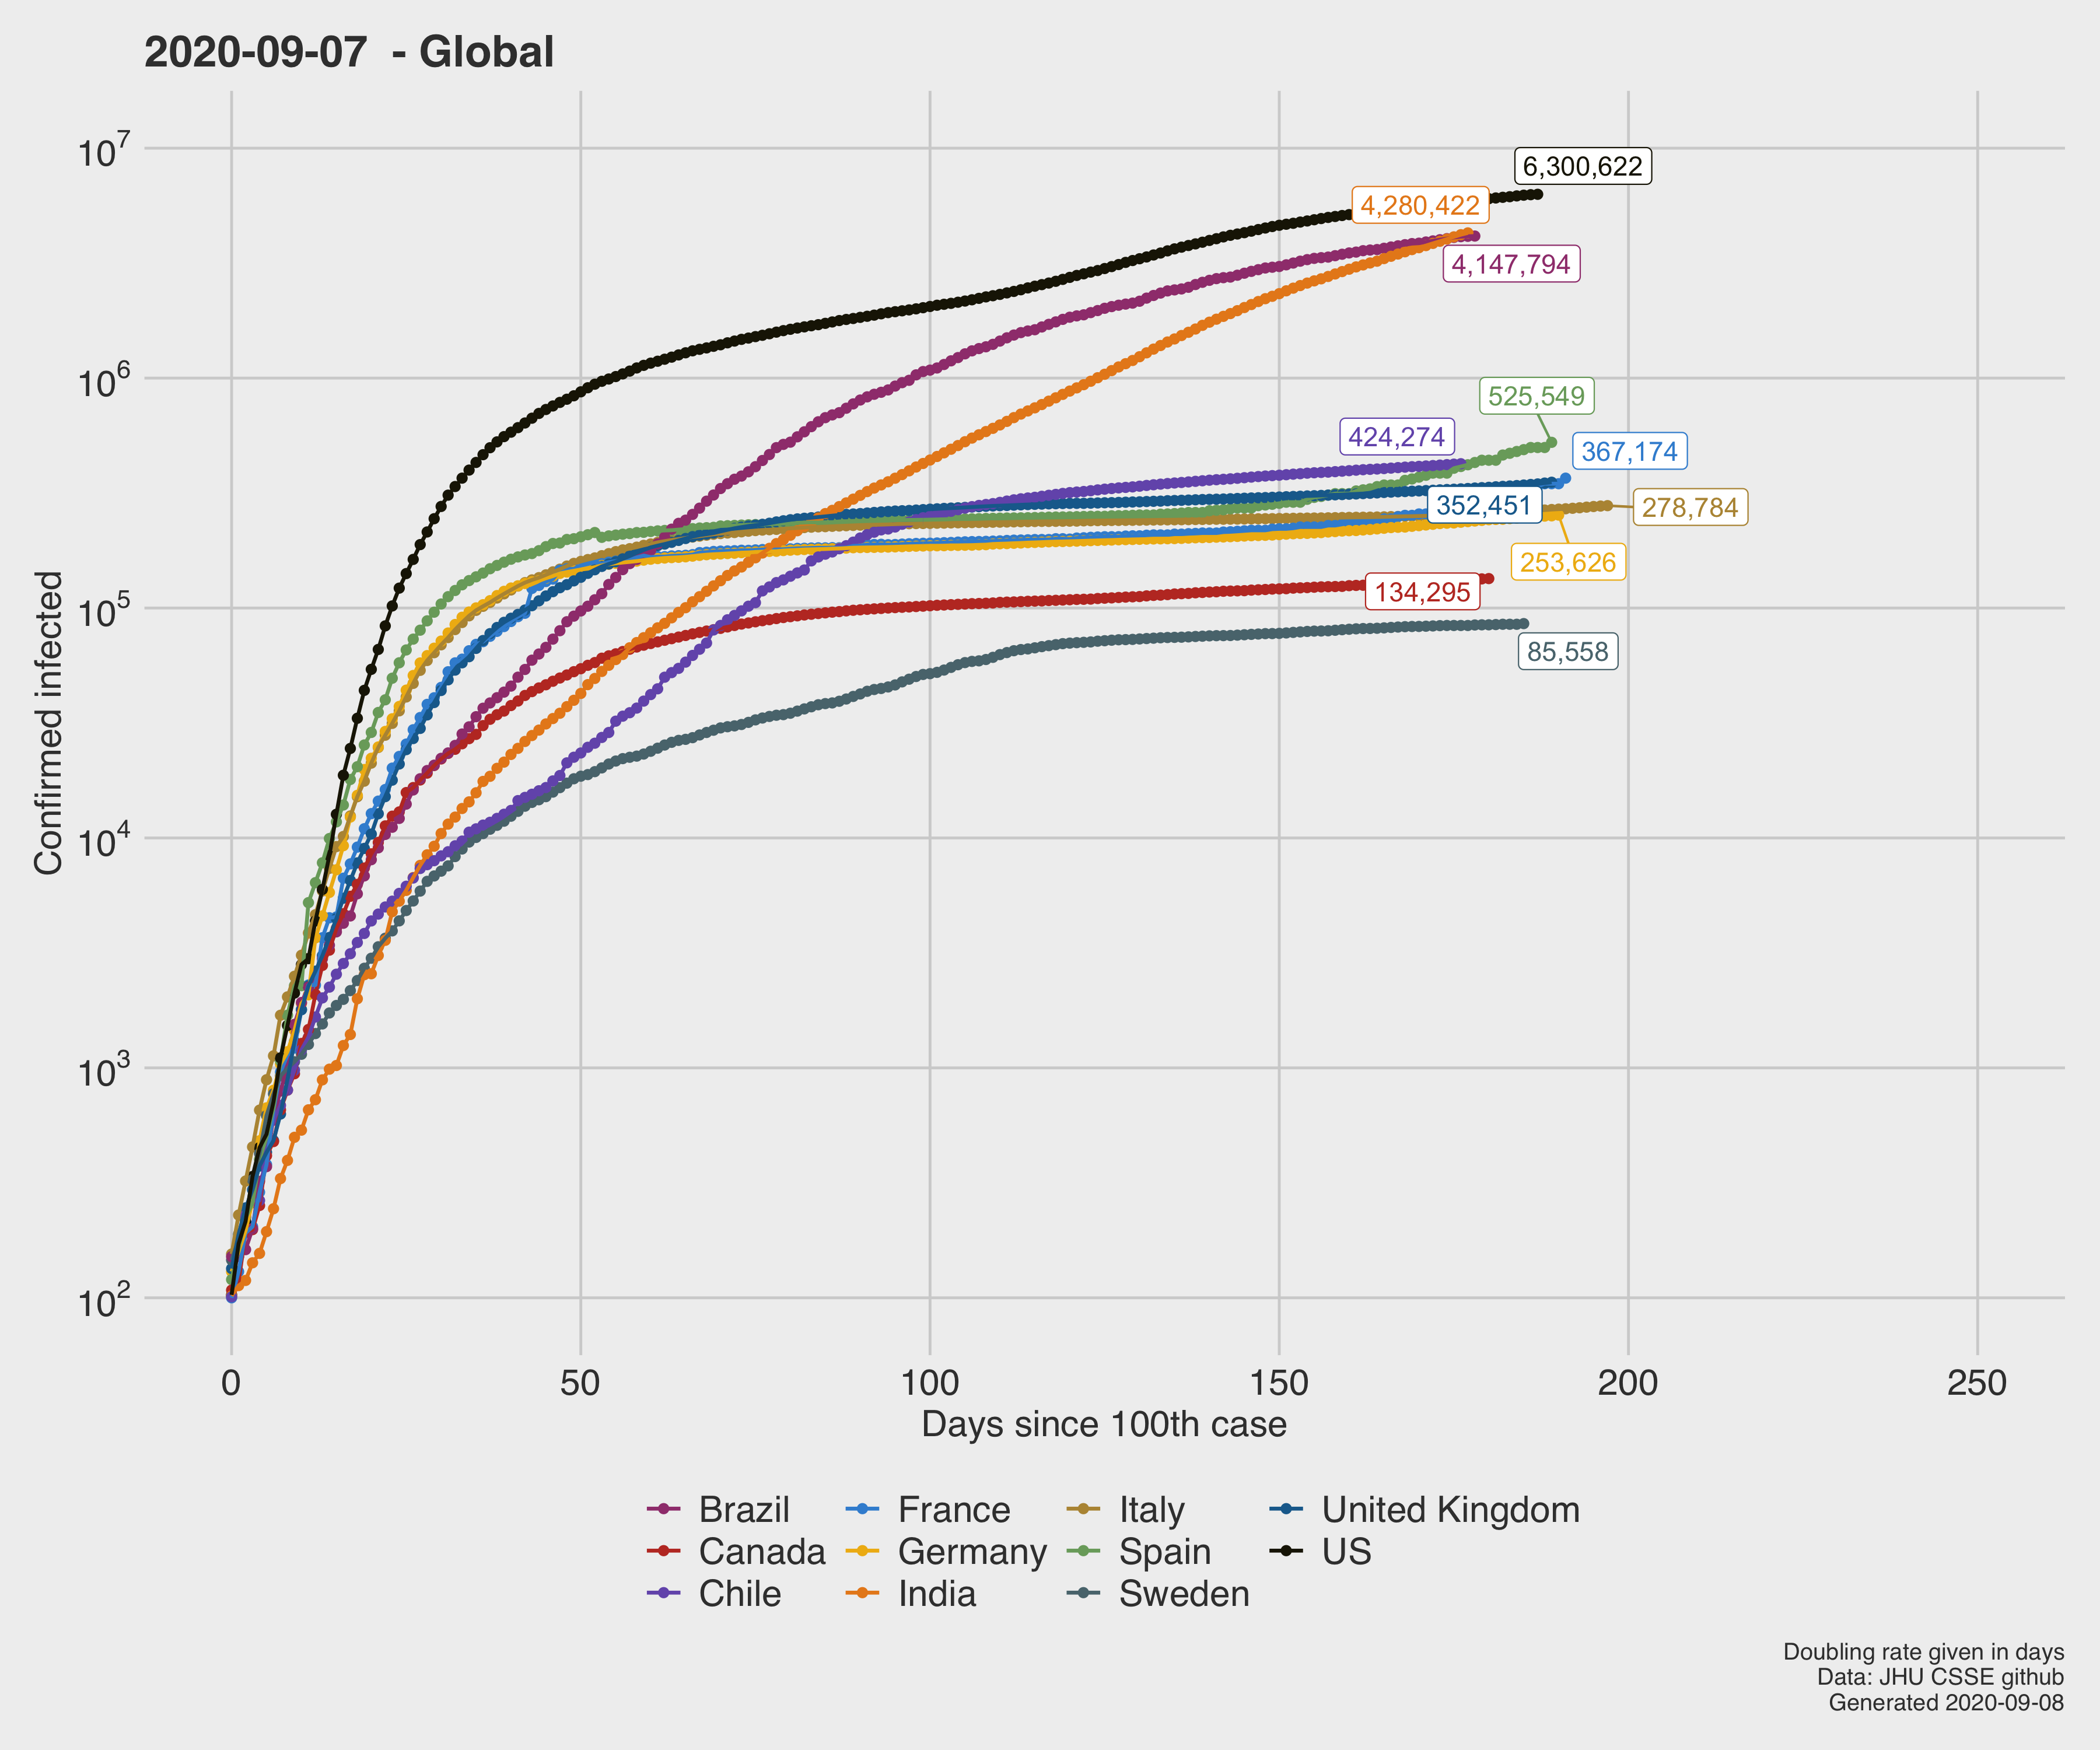 2020-09-07 - Global
10^7
10^6
10^5
10^4
10^3
10^2
Confirmed infected
6,300,622
4,280,422
4,147,794
525,549
424,274
367,174
352,451
278,784
253,626
134,295
85,558
0 50 100 150 200 250
Days since 100th case
Brazil France Italy United Kingdom
Canada Germany Spain US
Chile India Sweden
Doubling rate given in days
Data: JHU CSSE github
Generated 2020-09-08